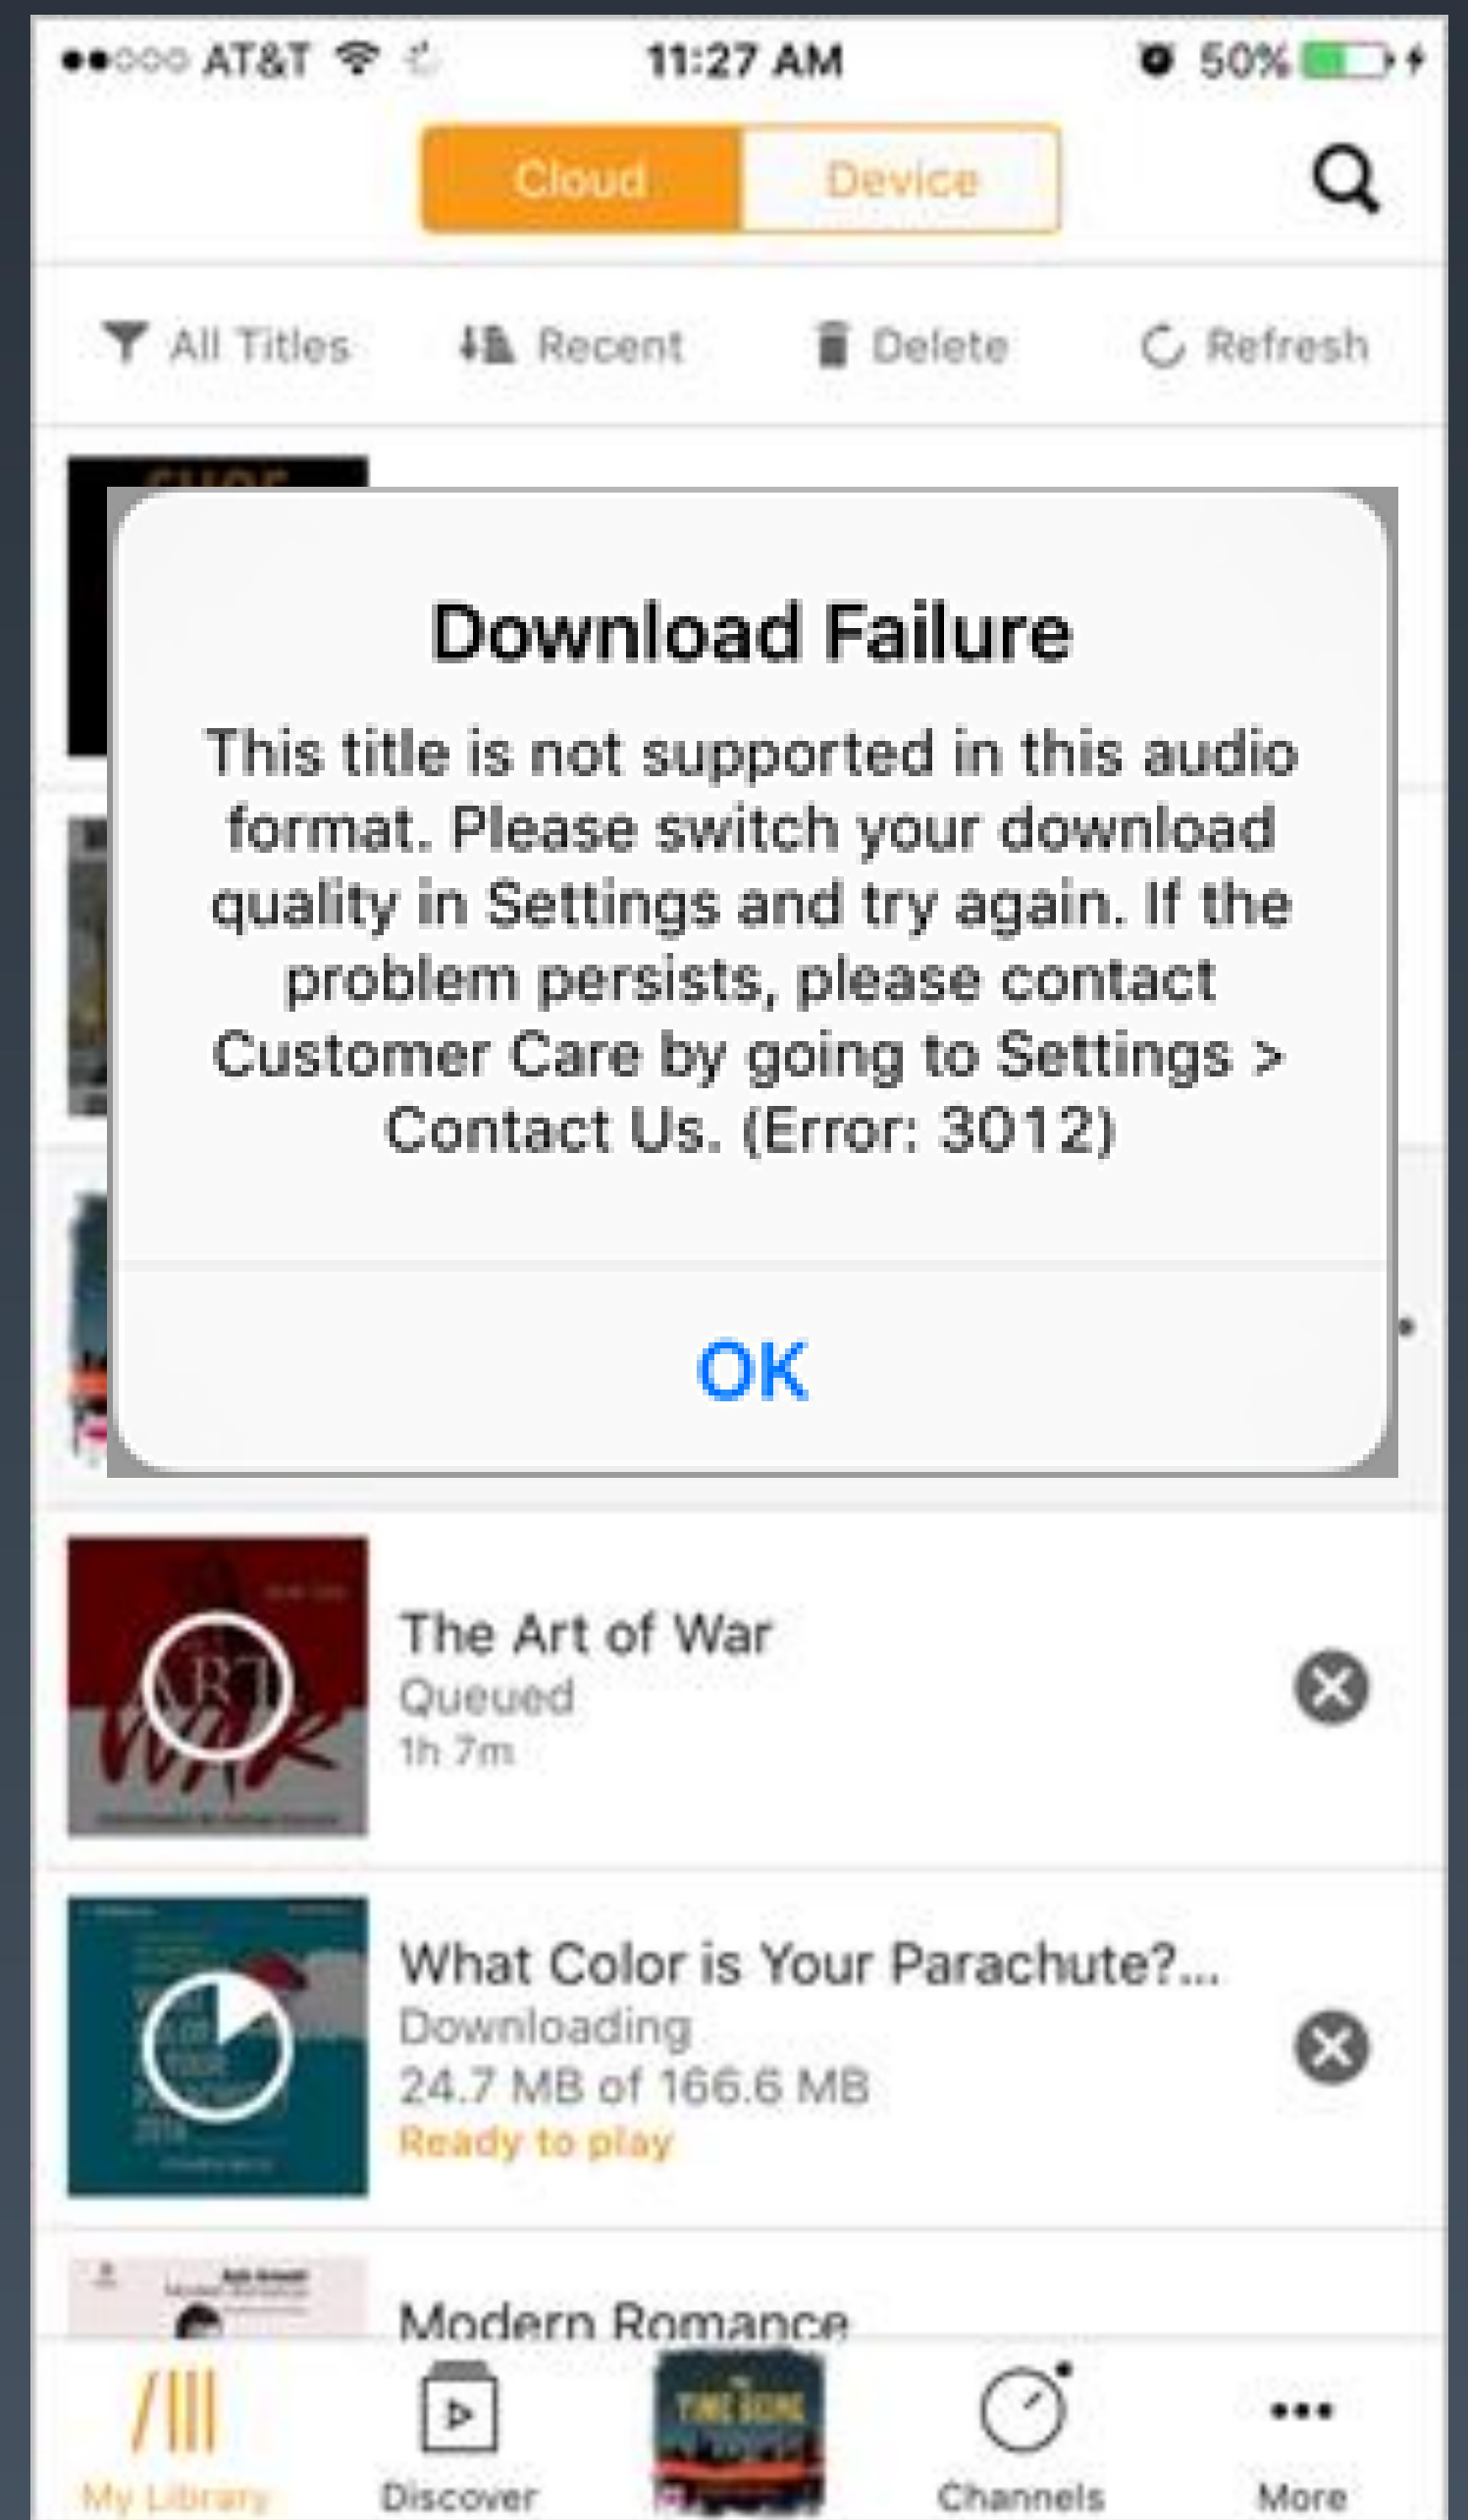 AT&T 11:27 AM 50%
Cloud Device
All Titles Recent Delete Refresh
Download Failure
This title is not supported in this audio
format. Please switch your download
quality in Settings and try again. If the
problem persists, please contact
Customer Care by going to Settings >
Contact Us. (Error: 3012)
OK
ART
WAR
The Art of War
Queued
1h 7m
What Color is Your Parachute?...
Downloading
24.7 MB of 166.6 MB
Ready to play
Modern Romance
TIME BEING
My Library Discover Channels More